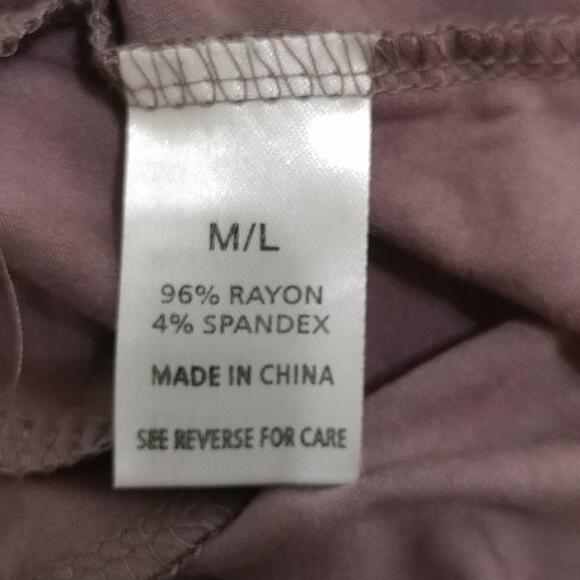 M/L
96% RAYON
4% SPANDEX
MADE IN CHINA
SEE REVERSE FOR CARE